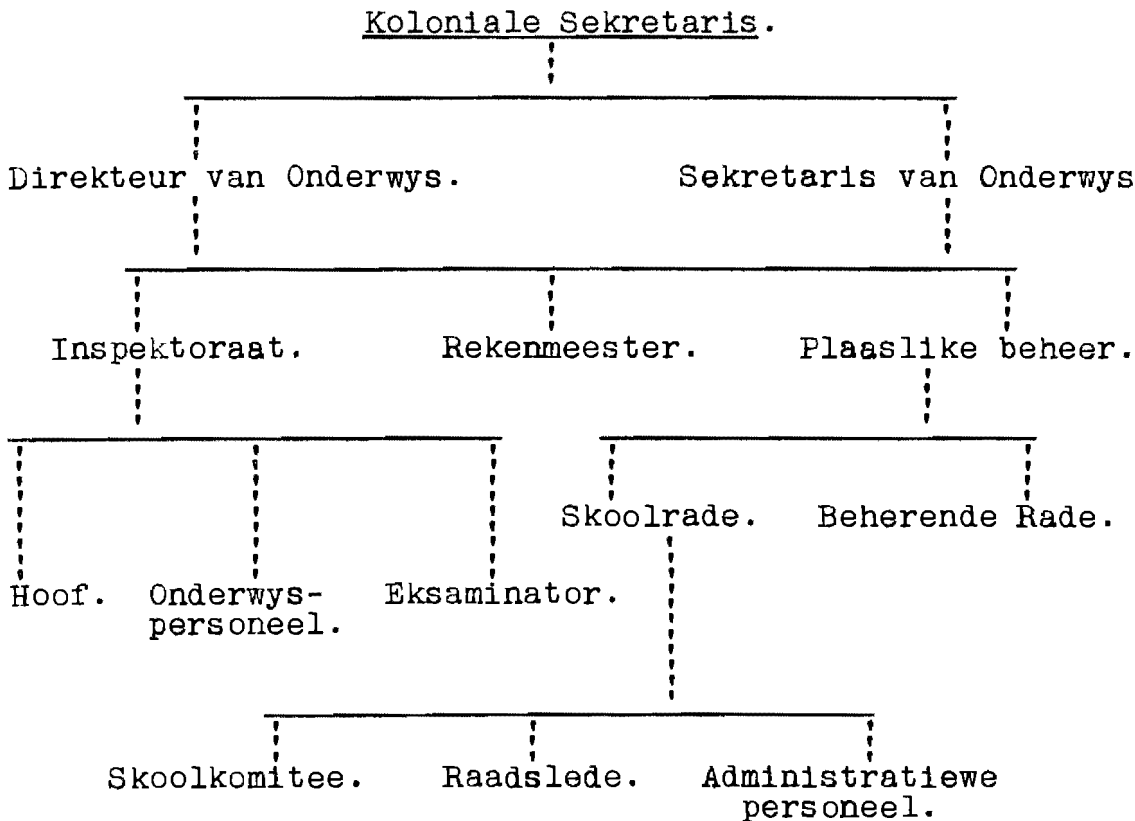 Koloniale Sekretaris.
Direkteur van Onderwys. Sekretaris van Onderwys
Inspektoraat. Rekenmeester. Plaaslike beheer.
Skoolrade. Beherende Rade.
Hoof. Onderwys- Eksaminator.
personeel.
Skoolkomitee. Raadslede. Administratiewe
personeel.